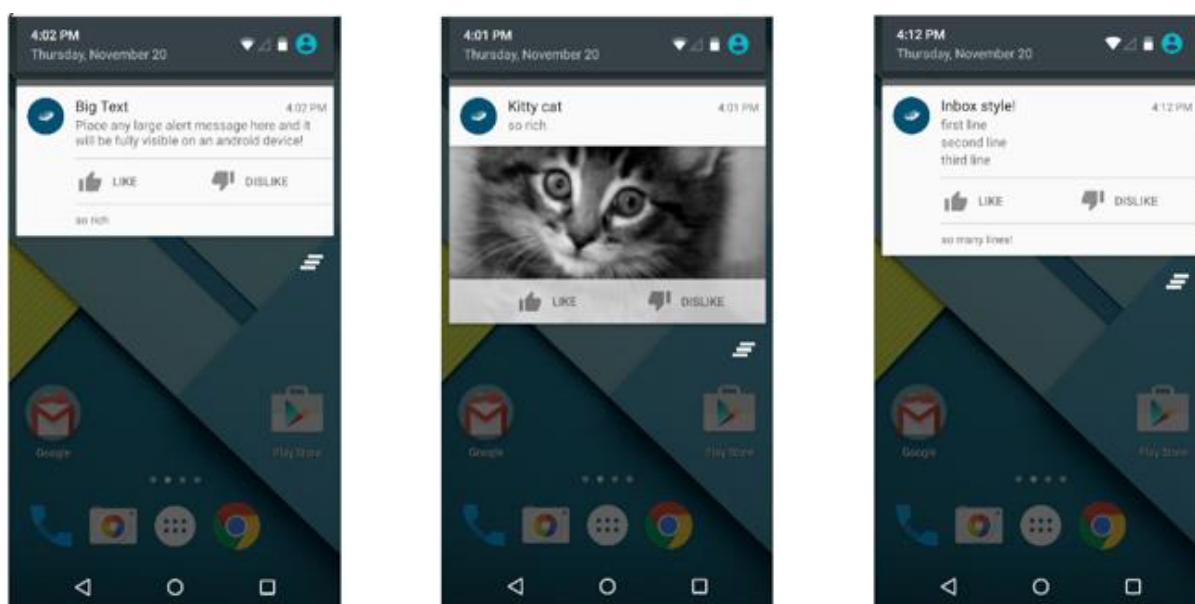 4:02 PM
Thursday, November 20
Big Text
4:02 PM
Place any large alert message here and it
will be fully visible on an android device!
LIKE
DISLIKE
so rich
Google
Play Store
4:01 PM
Thursday, November 20
Kitty cat
4:01 PM
so rich
LIKE
DISLIKE
Google
Play Store
4:12 PM
Thursday, November 20
Inbox style!
4:12 PM
first line
second line
third line
LIKE
DISLIKE
so many lines!
Google
Play Store